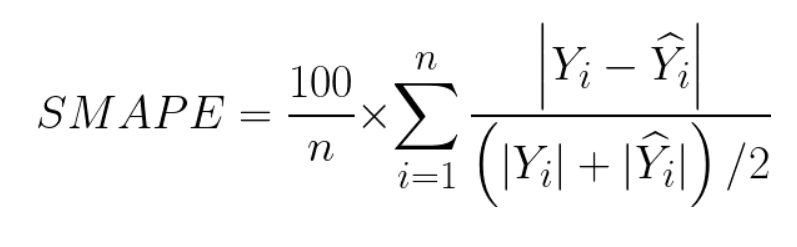 SMAPE = \frac{100}{n} \times \sum_{i=1}^{n} \frac{\left| Y_i - \widehat{Y}_i \right|}{\left( |Y_i| + |\widehat{Y}_i| \right) / 2}